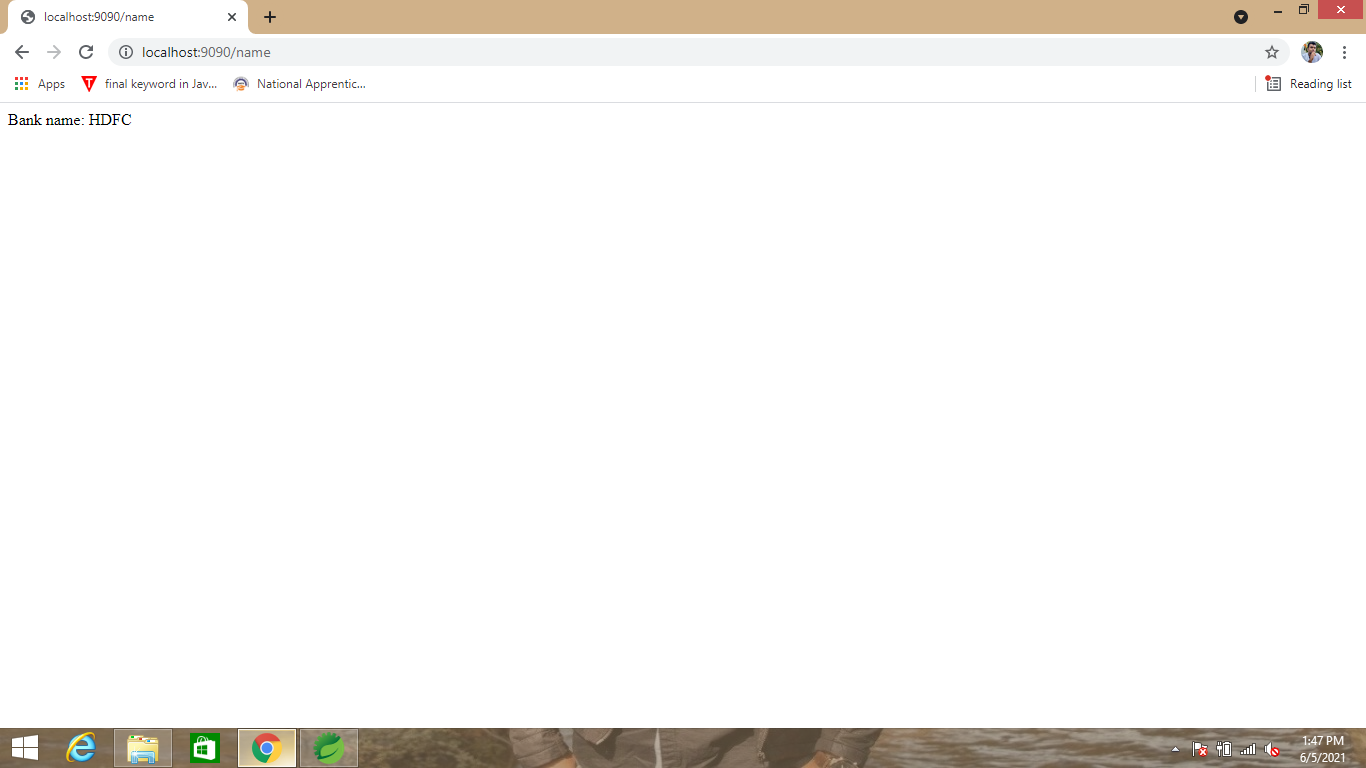 localhost:9090/name
localhost:9090/name
Apps final keyword in Jav... National Apprentic... Reading list
Bank name: HDFC
1:47 PM
6/5/2021